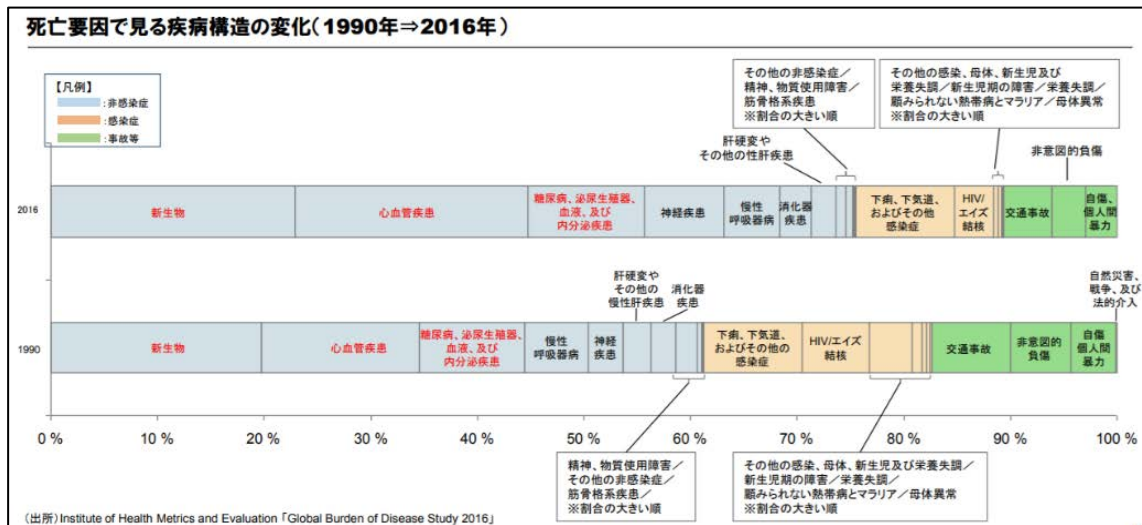 死亡要因で見る疾病構造の変化(1990年⇒2016年)
【凡例】
:非感染症
:感染症
:事故等
その他の非感染症/
精神、物質使用障害/
筋骨格系疾患
※割合の大きい順
その他の感染、母体、新生児及び
栄養失調/新生児期の障害/栄養失調/
顧みられない熱帯病とマラリア/母体異常
※割合の大きい順
肝硬変や
その他の性肝疾患
非意図的負傷
2016
新生物
心血管疾患
糖尿病、泌尿生殖器、
血液、及び
内分泌疾患
神経疾患
慢性
呼吸器病
消化器
疾患
下痢、下気道、
およびその他
感染症
HIV/
エイズ
結核
交通事故
自傷、
個人間
暴力
肝硬変や
その他の
慢性肝疾患
消化器
疾患
自然災害、
戦争、及び
法的介入
1990
新生物
心血管疾患
糖尿病、泌尿生殖器、
血液、及び
内分泌疾患
慢性
呼吸器病
神経
疾患
下痢、下気道、
およびその他の
感染症
HIV/エイズ
結核
交通事故
非意図的
負傷
自傷
個人間
暴力
0 %
10 %
20 %
30 %
40 %
50 %
60 %
70 %
80 %
90 %
100 %
精神、物質使用障害/
その他の非感染症/
筋骨格系疾患/
※割合の大きい順
その他の感染、母体、新生児及び栄養失調/
新生児期の障害/栄養失調/
顧みられない熱帯病とマラリア/母体異常
※割合の大きい順
(出所)Institute of Health Metrics and Evaluation「Global Burden of Disease Study 2016」